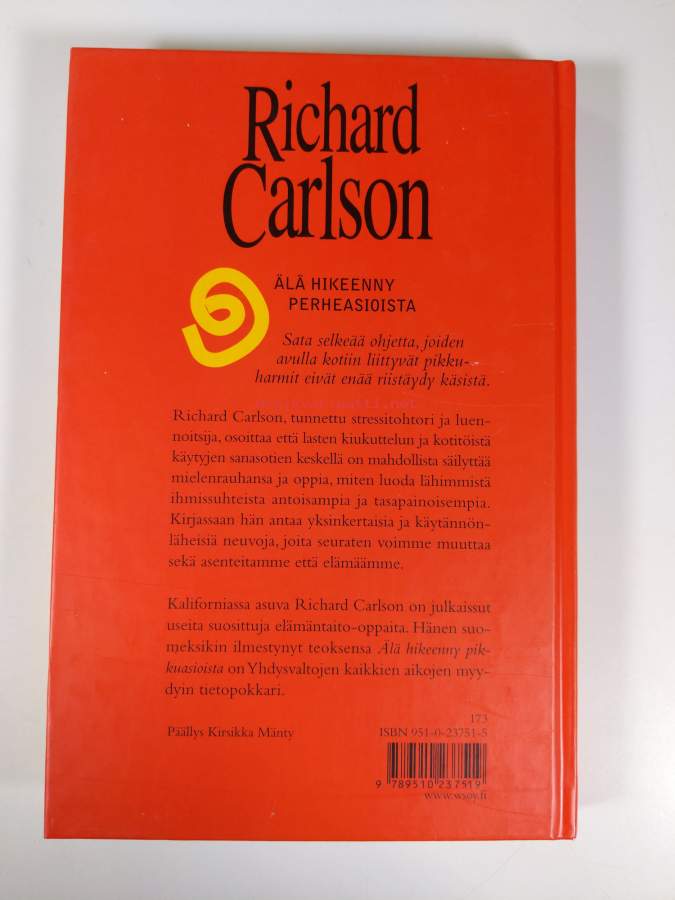 Richard
Carlson
ÄLÄ HIKEENNY
PERHEASIOISTA
Sata selkeää ohjetta, joiden
avulla kotiin liittyvät pikku-
harmit eivät enää riistäydy käsistä.
Richard Carlson, tunnettu stressitohtori ja luen-
noitsija, osoittaa että lasten kiukuttelun ja kotitöistä
käytyjen sanasotien keskellä on mahdollista säilyttää
mielenrauhansa ja oppia, miten luoda lähimmistä
ihmissuhteista antoisampia ja tasapainoisempia.
Kirjassaan hän antaa yksinkertaisia ja käytännön-
läheisiä neuvoja, joita seuraten voimme muuttaa
sekä asenteitamme että elämäämme.
Kaliforniassa asuva Richard Carlson on julkaissut
useita suosittuja elämäntaito-oppaita. Hänen suo-
meksikin ilmestynyt teoksensa Älä hikeenny pik-
kuasioista on Yhdysvaltojen kaikkien aikojen myy-
dyin tietopokkari.
173
Päällys Kirsikka Mänty
ISBN 951-0-23751-5
9 789510 237519
www.wsoy.fi